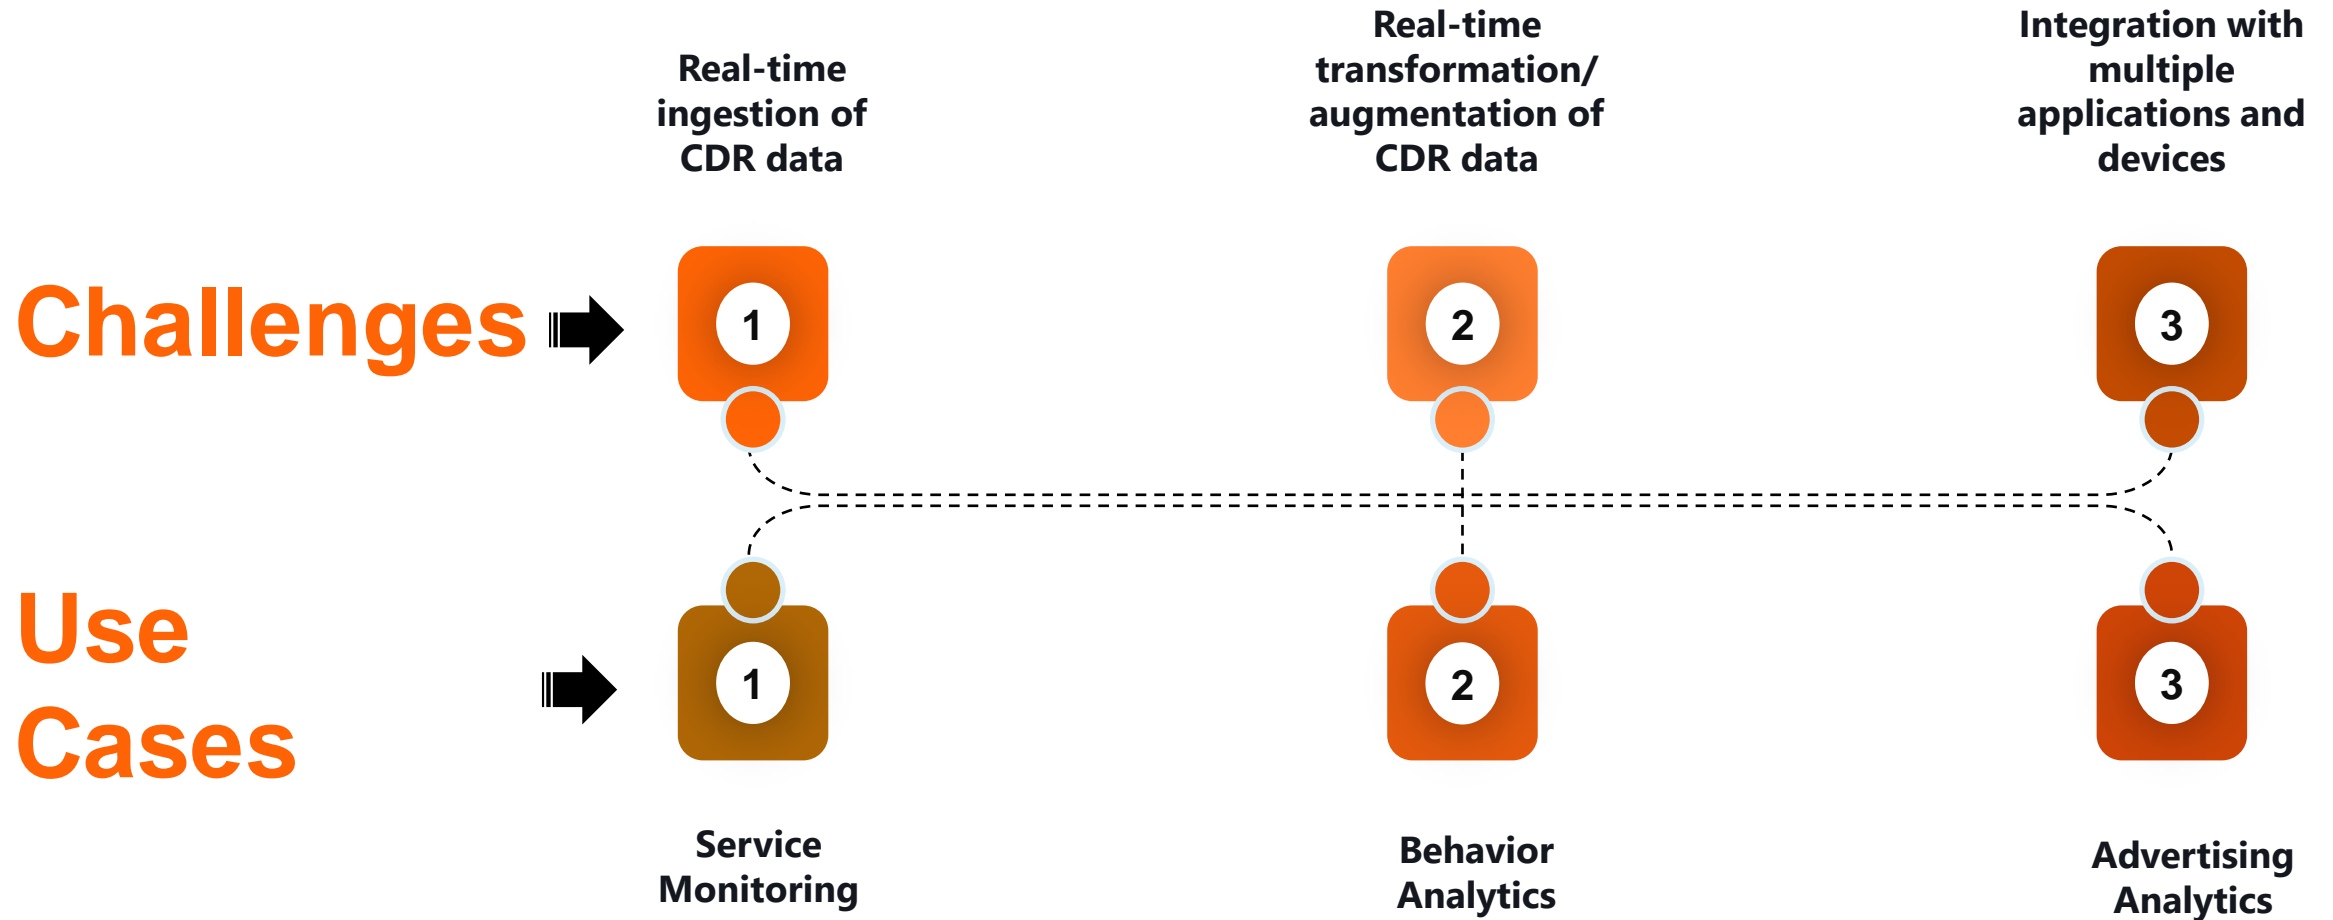 Real-time
ingestion of
CDR data
Real-time
transformation/
augmentation of
CDR data
Integration with
multiple
applications and
devices
Challenges
1
2
3
Use
Cases
1
2
3
Service
Monitoring
Behavior
Analytics
Advertising
Analytics